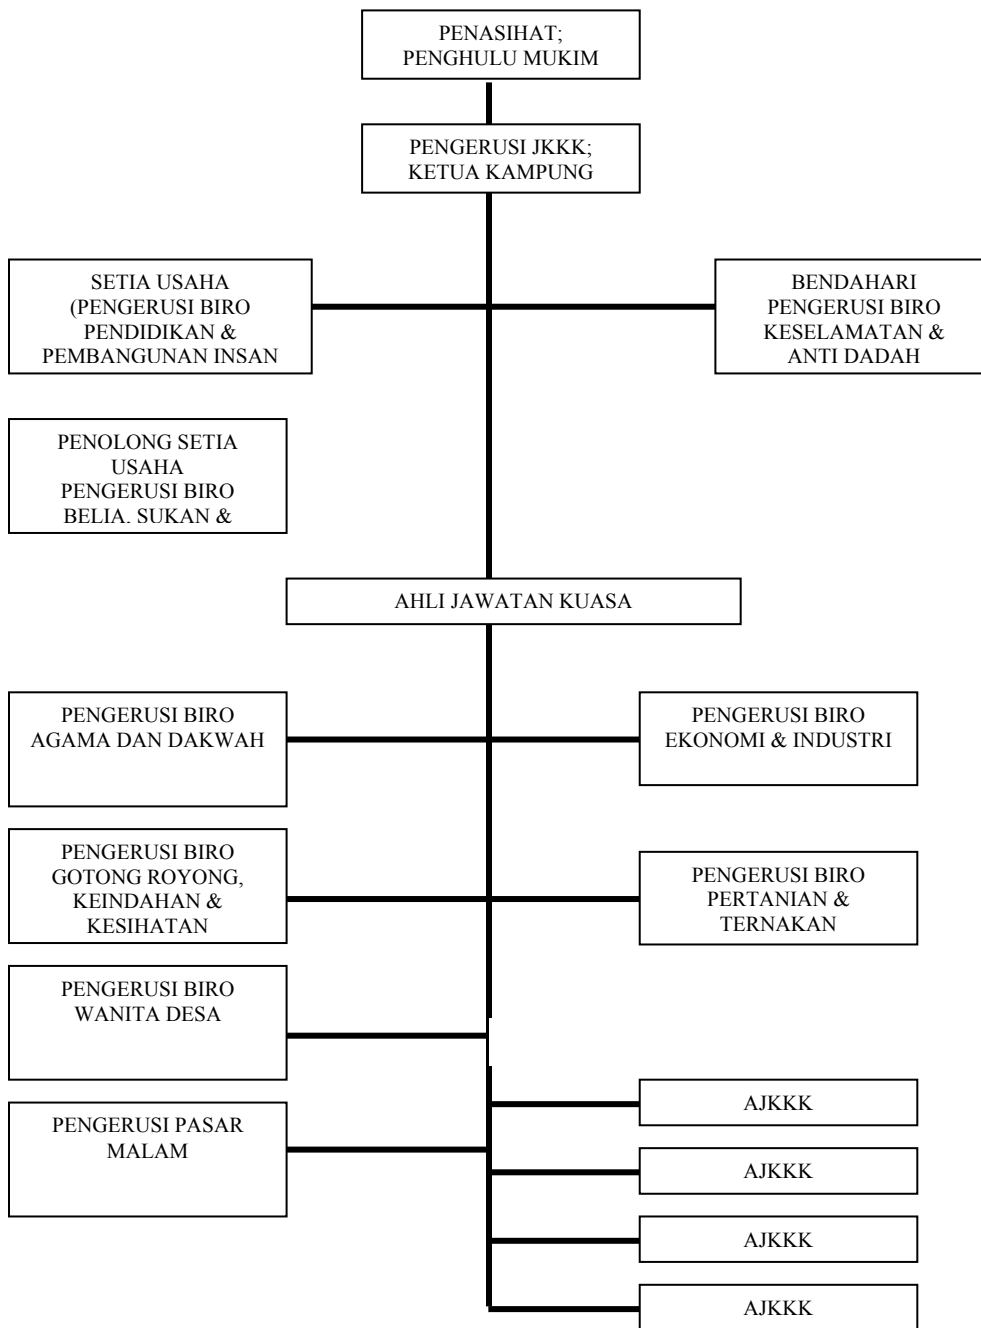 PENASIHAT;
PENGHULU MUKIM
PENGERUSI JKKK;
KETUA KAMPUNG
SETIA USAHA
(PENGERUSI BIRO
PENDIDIKAN &
PEMBANGUNAN INSAN
BENDAHARI
PENGERUSI BIRO
KESELAMATAN &
ANTI DADAH
PENOLONG SETIA
USAHA
PENGERUSI BIRO
BELIA, SUKAN &
AHLI JAWATAN KUASA
PENGERUSI BIRO
AGAMA DAN DAKWAH
PENGERUSI BIRO
EKONOMI & INDUSTRI
PENGERUSI BIRO
GOTONG ROYONG,
KEINDAHAN &
KESIHATAN
PENGERUSI BIRO
PERTANIAN &
TERNAKAN
PENGERUSI BIRO
WANITA DESA
PENGERUSI PASAR
MALAM
AJKKK
AJKKK
AJKKK
AJKKK